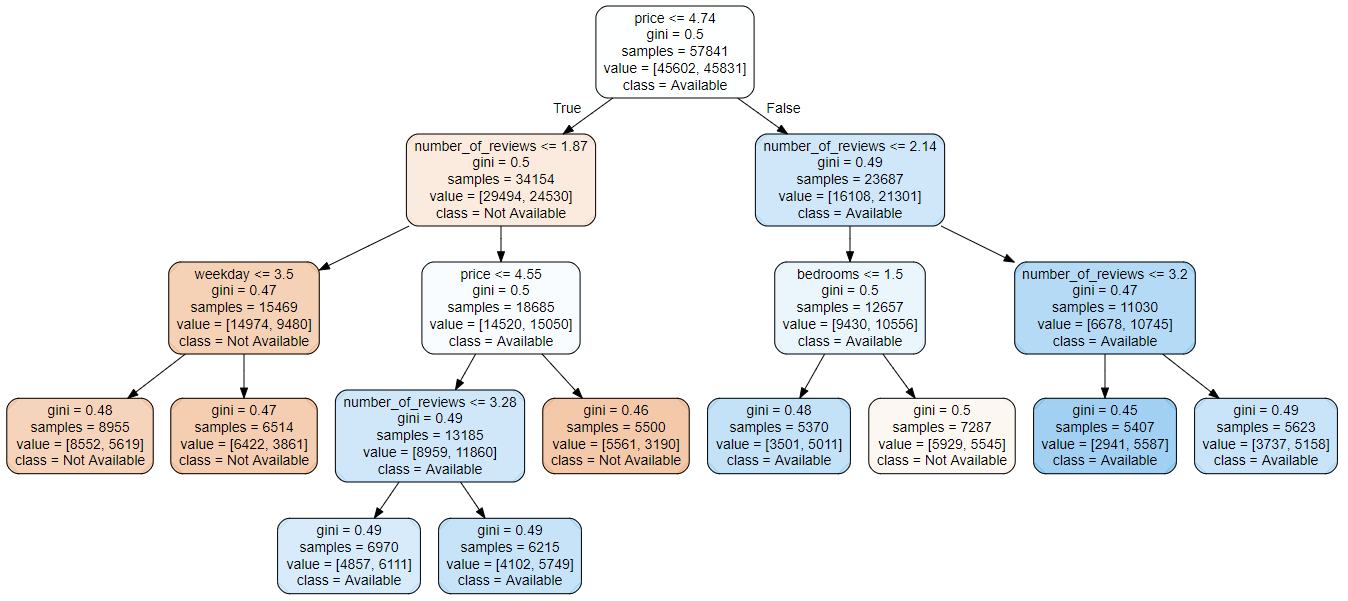 price <= 4.74
gini = 0.5
samples = 57841
value = [45602, 45831]
class = Available
True
False
number_of_reviews <= 1.87
gini = 0.5
samples = 34154
value = [29494, 24530]
class = Not Available
number_of_reviews <= 2.14
gini = 0.49
samples = 23687
value = [16108, 21301]
class = Available
weekday <= 3.5
gini = 0.47
samples = 15469
value = [14974, 9480]
class = Not Available
price <= 4.55
gini = 0.5
samples = 18685
value = [14520, 15050]
class = Available
bedrooms <= 1.5
gini = 0.5
samples = 12657
value = [9430, 10556]
class = Available
number_of_reviews <= 3.2
gini = 0.47
samples = 11030
value = [6678, 10745]
class = Available
gini = 0.48
samples = 8955
value = [8552, 5619]
class = Not Available
gini = 0.47
samples = 6514
value = [6422, 3861]
class = Not Available
number_of_reviews <= 3.28
gini = 0.49
samples = 13185
value = [8959, 11860]
class = Available
gini = 0.46
samples = 5500
value = [5561, 3190]
class = Not Available
gini = 0.48
samples = 5370
value = [3501, 5011]
class = Available
gini = 0.5
samples = 7287
value = [5929, 5545]
class = Not Available
gini = 0.45
samples = 5407
value = [2941, 5587]
class = Available
gini = 0.49
samples = 5623
value = [3737, 5158]
class = Available
gini = 0.49
samples = 6970
value = [4857, 6111]
class = Available
gini = 0.49
samples = 6215
value = [4102, 5749]
class = Available